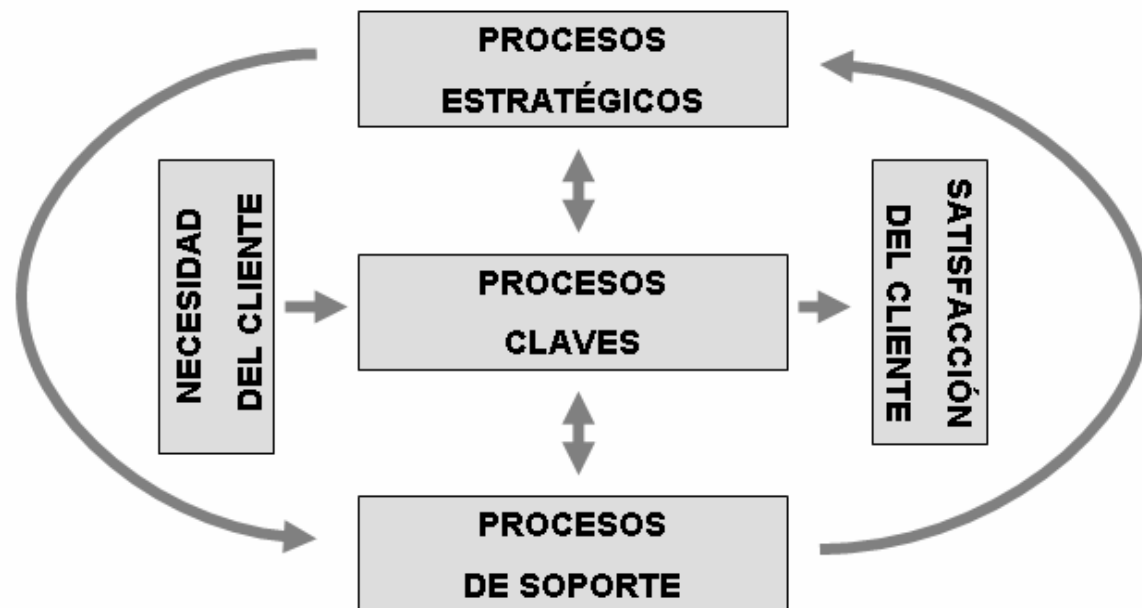 PROCESOS
ESTRATÉGICOS
NECESIDAD
DEL CLIENTE
PROCESOS
CLAVES
SATISFACCIÓN
DEL CLIENTE
PROCESOS
DE SOPORTE